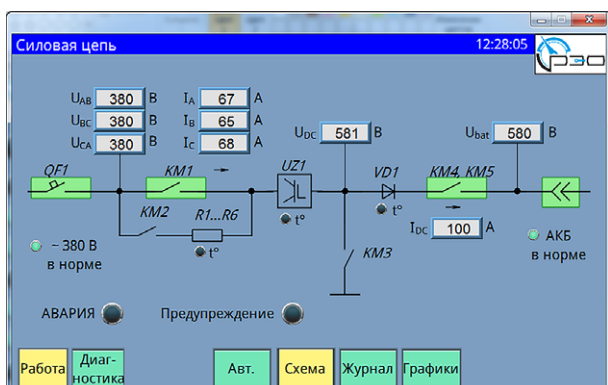 Силовая цепь 12:28:05
РЭО
UAB 380 В IA 67 А
UBC 380 В IB 65 А
UCA 380 В IC 68 А
UDC 581 В
Ubat 580 В
QF1 KM1 UZ1 VD1 KM4, KM5
KM2 R1...R6 t° t°
IDC 100 А
t° KM3
~ 380 В
в норме
АКБ
в норме
АВАРИЯ Предупреждение
Работа
Диаг-
ностика
Авт. Схема Журнал Графики